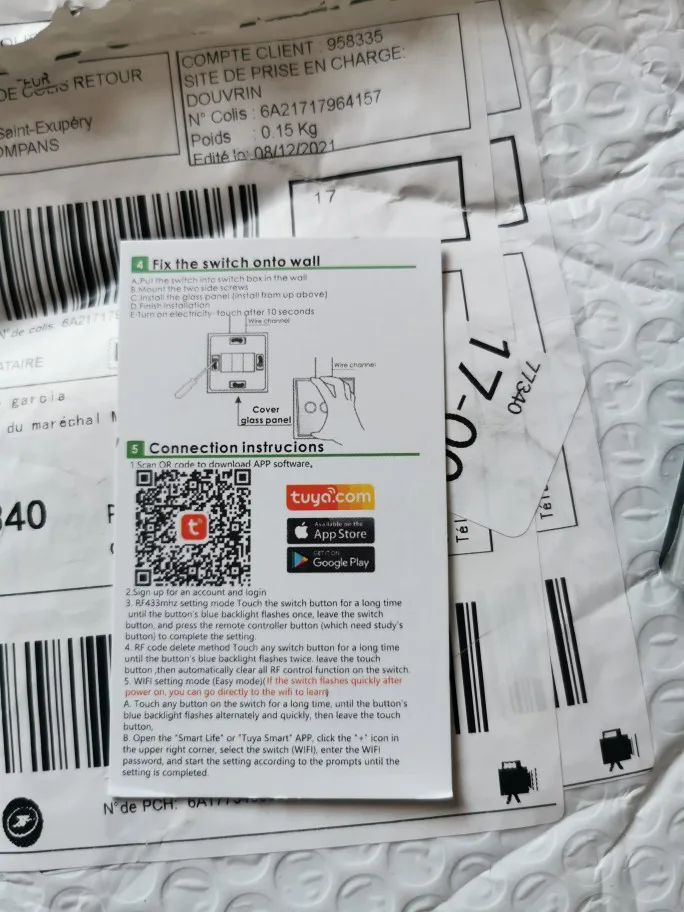 DE COLIS RETOUR
Saint-Exupéry
OMPANS
COMPTE CLIENT : 958335
SITE DE PRISE EN CHARGE:
DOUVRIN
N° Colis : 6A21717964157
Poids : 0.15 Kg
Edité le: 08/12/2021
17
N° de colis: 6A21717
ATAIRE
garcia
du maréchal
340
17-06
77340
Tél
Tél
4 Fix the switch onto wall
A.Put the switch into switch box in the wall
B.Mount the two side screws
C.Install the glass panel (install from up above)
D.Finish installation
E.Turn on electricity- touch after 10 seconds
Wire channel
Wire channel
Cover
glass panel
5 Connection instrucions
1.Scan QR code to download APP software,
tuya.com
Available on the
App Store
GET IT ON
Google Play
2.Sign up for an account and login
3. RF433mhz setting mode Touch the switch button for a long time
until the button's blue backlight flashes once, leave the switch
button, and press the remote controller button (which need study's
button) to complete the setting.
4. RF code delete method Touch any switch button for a long time
until the button's blue backlight flashes twice, leave the touch
button ,then automatically clear all RF control function on the switch.
5. WIFI setting mode (Easy mode)(If the switch flashes quickly after
power on, you can go directly to the wifi to learn)
A. Touch any button on the switch for a long time, until the button's
blue backlight flashes alternately and quickly, then leave the touch
button,
B. Open the "Smart Life" or "Tuya Smart" APP, click the "+" icon in
the upper right corner, select the switch (WIFI), enter the WIFI
password, and start the setting according to the prompts until the
setting is completed.
N°de PCH: